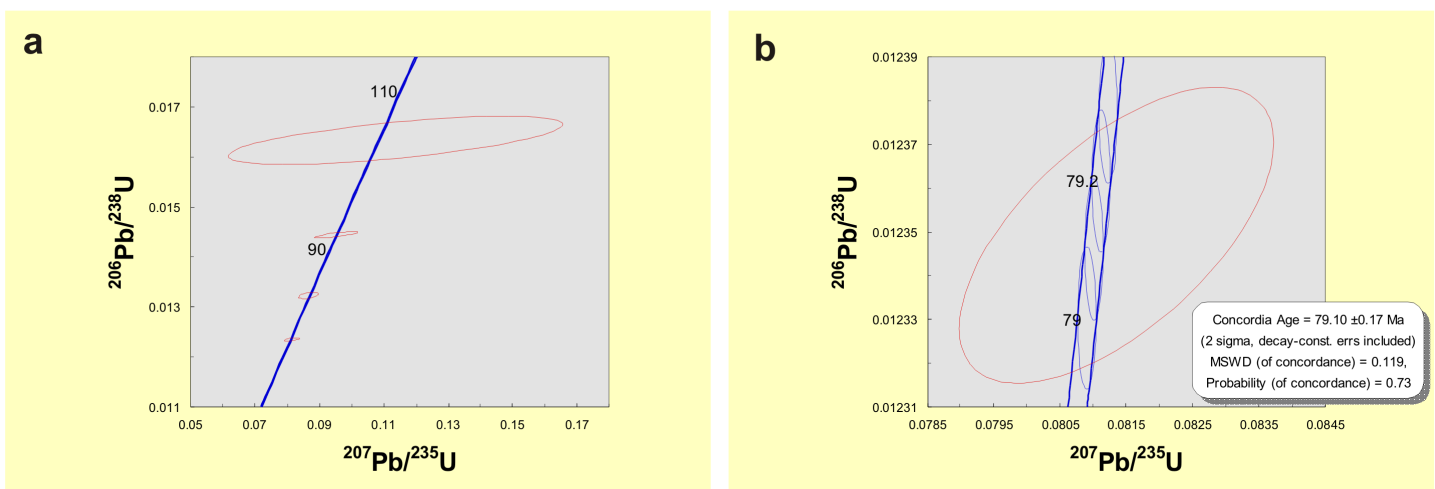 a
110
90
0.017
0.015
0.013
0.011
0.05 0.07 0.09 0.11 0.13 0.15 0.17
206Pb/238U
207Pb/235U
b
0.01239
0.01237
0.01235
0.01233
0.01231
79.2
79
0.0785 0.0795 0.0805 0.0815 0.0825 0.0835 0.0845
206Pb/238U
207Pb/235U
Concordia Age = 79.10 ±0.17 Ma
(2 sigma, decay-const. errs included)
MSWD (of concordance) = 0.119,
Probability (of concordance) = 0.73